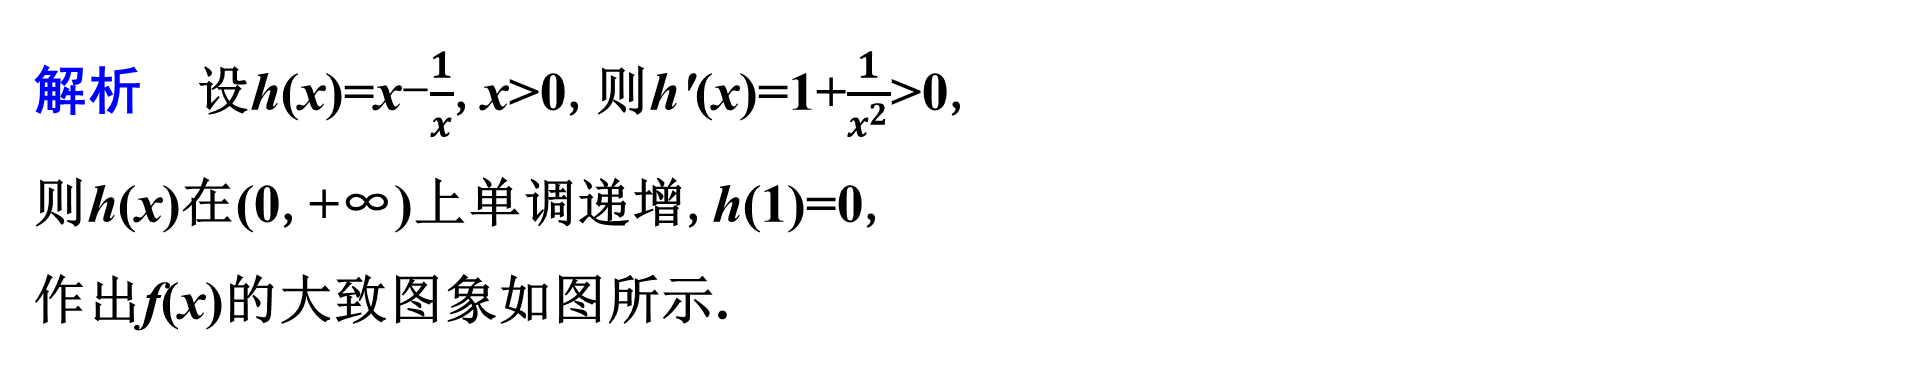 解析 设h(x)=x−1/x, x>0, 则h′(x)=1+1/x²>0,
则h(x)在(0, +∞)上单调递增, h(1)=0,
作出f(x)的大致图象如图所示.